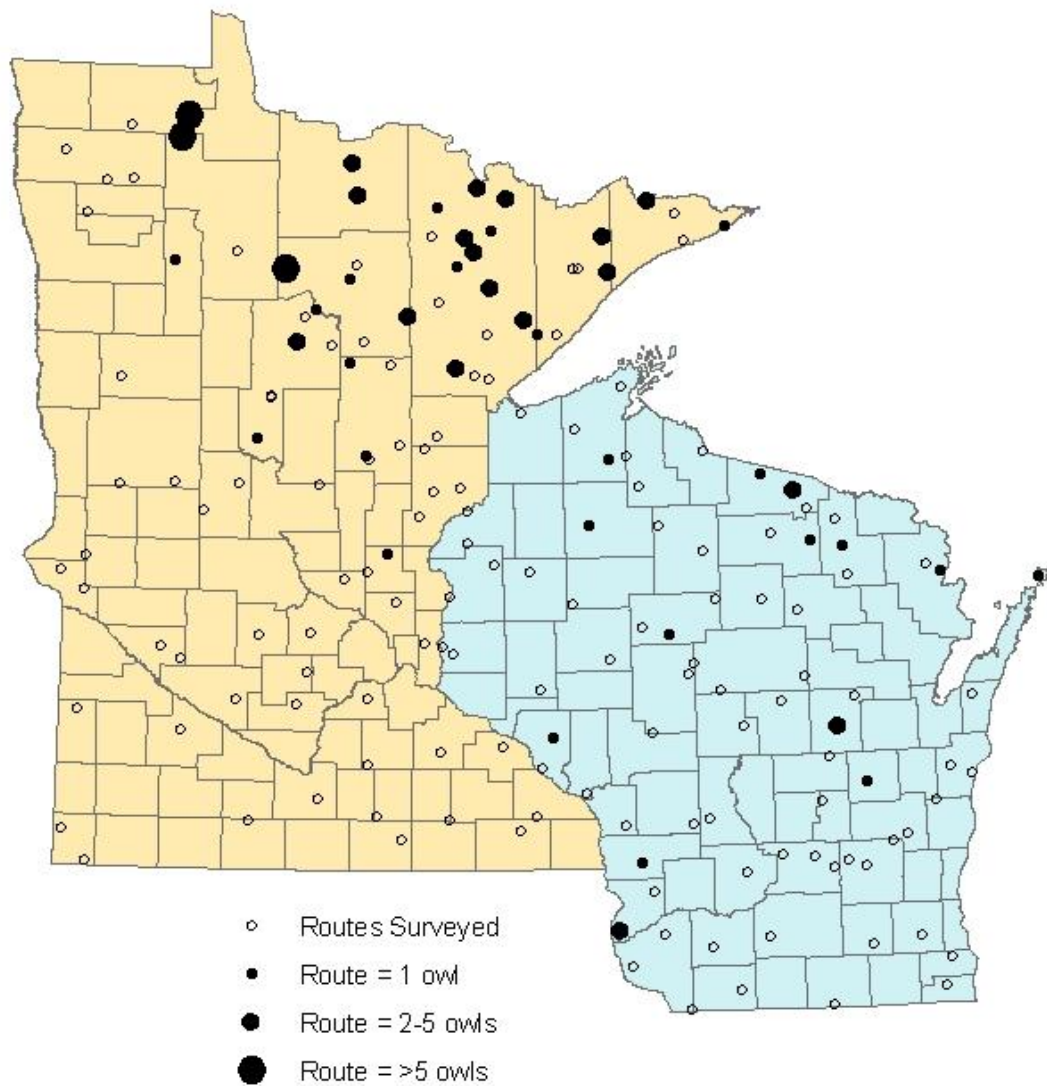 Routes Surveyed
Route = 1 owl
Route = 2-5 owls
Route = >5 owls